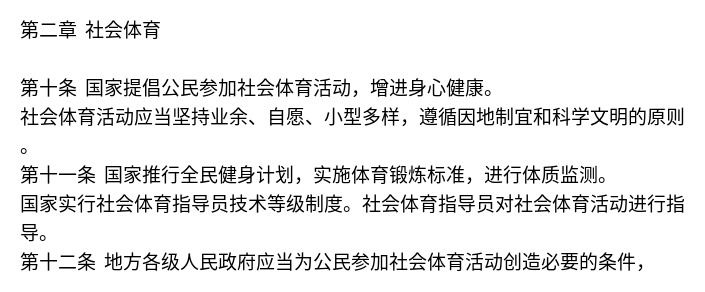 第二章  社会体育
第十条  国家提倡公民参加社会体育活动，增进身心健康。
社会体育活动应当坚持业余、自愿、小型多样，遵循因地制宜和科学文明的原则
。
第十一条  国家推行全民健身计划，实施体育锻炼标准，进行体质监测。
国家实行社会体育指导员技术等级制度。社会体育指导员对社会体育活动进行指
导。
第十二条  地方各级人民政府应当为公民参加社会体育活动创造必要的条件，